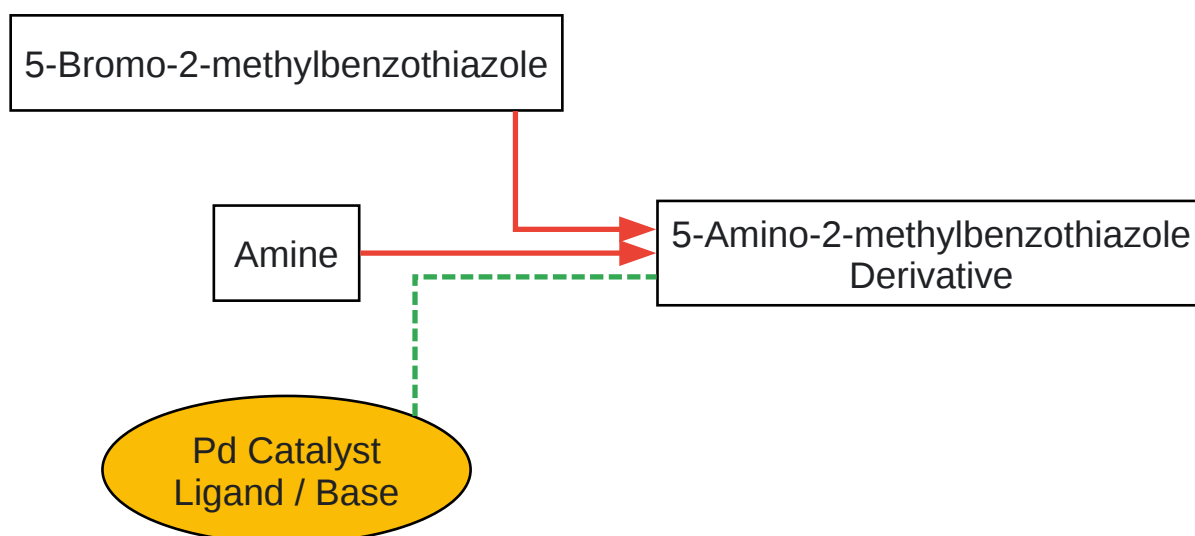 5-Bromo-2-methylbenzothiazole
Amine
5-Amino-2-methylbenzothiazole
Derivative
Pd Catalyst
Ligand / Base